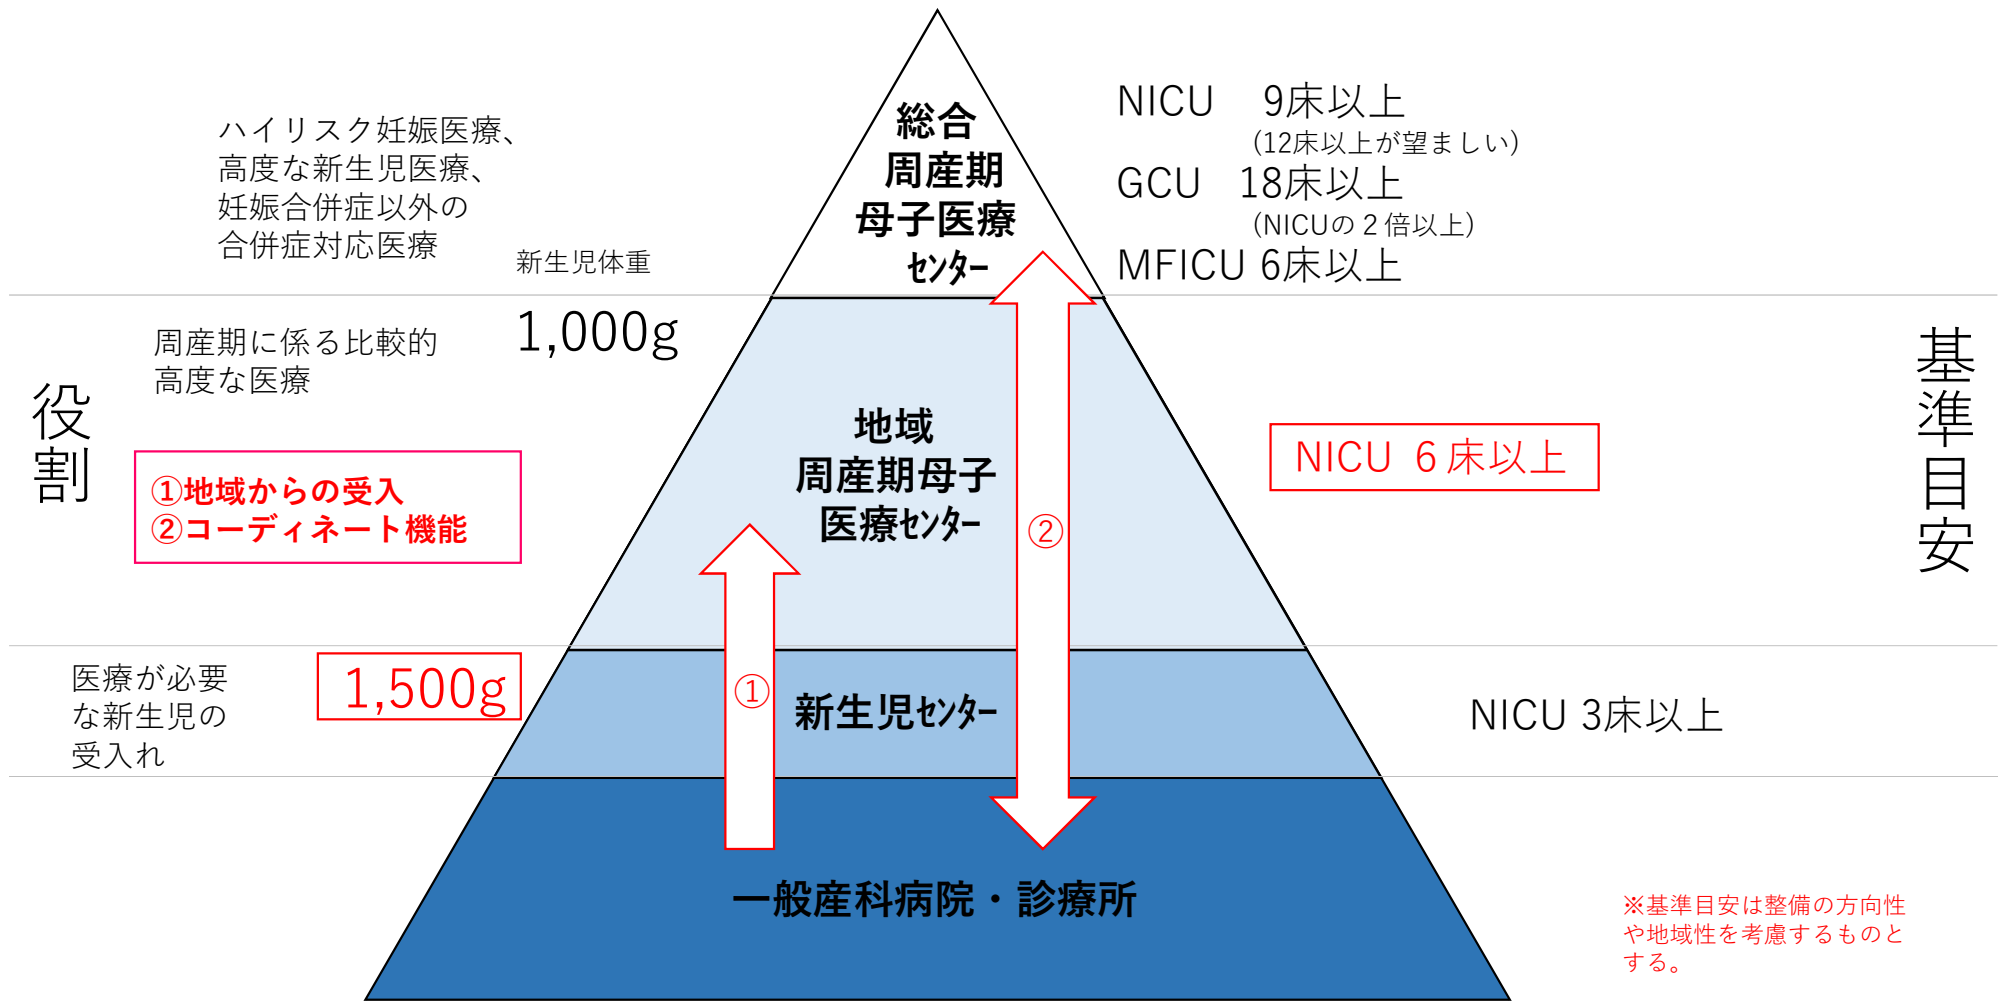 ハイリスク妊娠医療、
高度な新生児医療、
妊娠合併症以外の
合併症対応医療
新生児体重
総合
周産期
母子医療
センター
NICU 9床以上
(12床以上が望ましい)
GCU 18床以上
(NICUの２倍以上)
MFICU 6床以上
役割
周産期に係る比較的
高度な医療
1,000g
①地域からの受入
②コーディネート機能
地域
周産期母子
医療センター
②
NICU ６床以上
基準目安
医療が必要
な新生児の
受入れ
1,500g
①
新生児センター
NICU 3床以上
一般産科病院・診療所
※基準目安は整備の方向性
や地域性を考慮するものと
する。